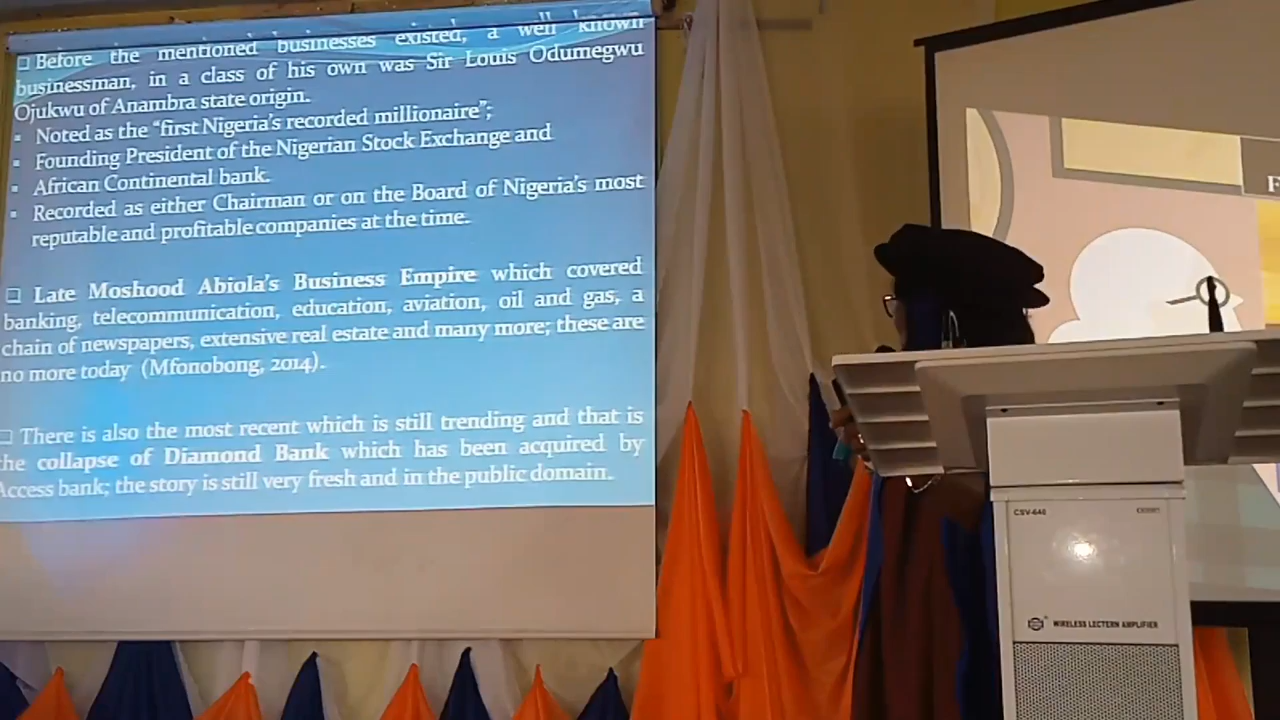 □ Before the mentioned businesses existed, a well known
businessman, in a class of his own was Sir Louis Odumegwu
Ojukwu of Anambra state origin.
▪ Noted as the “first Nigeria’s recorded millionaire”;
▪ Founding President of the Nigerian Stock Exchange and
▪ African Continental bank.
▪ Recorded as either Chairman or on the Board of Nigeria’s most
reputable and profitable companies at the time.
□ Late Moshood Abiola’s Business Empire which covered
banking, telecommunication, education, aviation, oil and gas, a
chain of newspapers, extensive real estate and many more; these are
no more today (Mfonobong, 2014).
□ There is also the most recent which is still trending and that is
the collapse of Diamond Bank which has been acquired by
Access bank; the story is still very fresh and in the public domain.
F
CSV-640
WIRELESS LECTERN AMPLIFIER